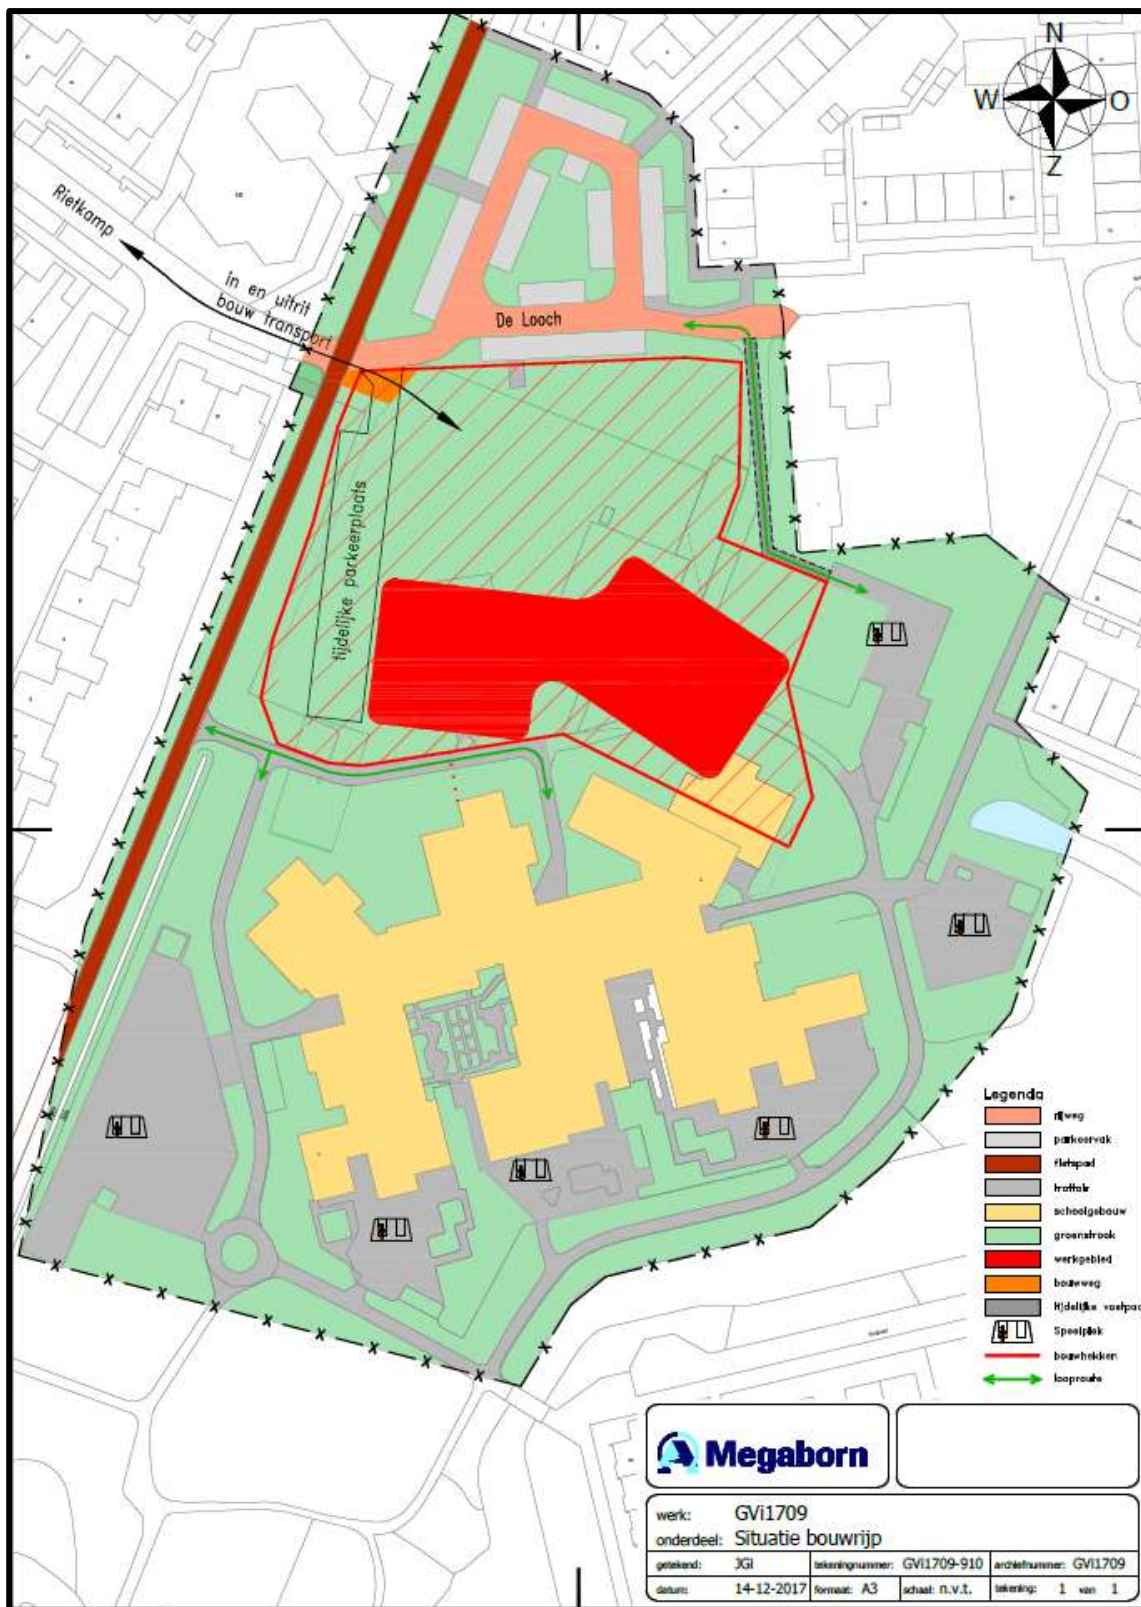 N
W
O
Z
Rietkamp
in en uitrit
bouw transport
De Looch
tijdelijke parkeerplaats
Legenda
rijweg
parkeervak
fietspad
trottoir
schoolgebouw
groenstrook
werkgebied
bouwweg
tijdelijke voetpad
Speelplek
bouwhekken
looproute
Megaborn
werk: GVi1709
onderdeel: Situatie bouwrijp
getekend: JGi tekeningnummer: GVi1709-910 archiefnummer: GVi1709
datum: 14-12-2017 formaat: A3 schaal: n.v.t. tekening: 1 van 1